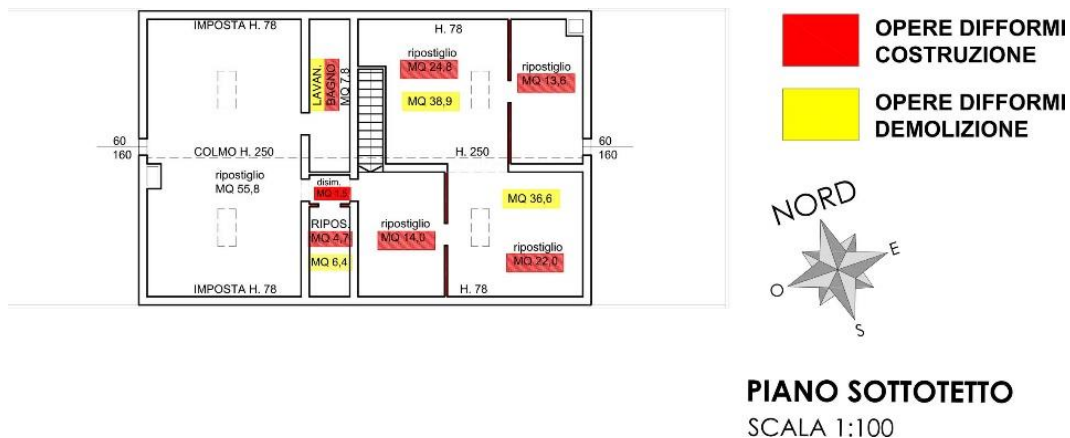 IMPOSTA H. 78
H. 78
ripostiglio
MQ 24,8
ripostiglio
MQ 13,6
LAVAN.
BAGNO
MQ 7,8
MQ 38,9
60
160
COLMO H. 250
H. 250
60
160
ripostiglio
MQ 55,8
disim.
MQ 1,5
MQ 36,6
RIPOS.
MQ 4,7
ripostiglio
MQ 14,0
MQ 6,4
ripostiglio
MQ 22,0
IMPOSTA H. 78
H. 78
OPERE DIFFORMI
COSTRUZIONE
OPERE DIFFORMI
DEMOLIZIONE
NORD
E
O
S
PIANO SOTTOTETTO
SCALA 1:100